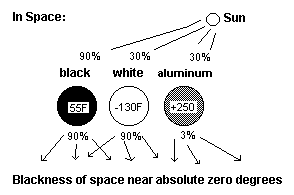 In Space:
Sun
90% 30% 30%
black white aluminum
55F -130F +250
90% 90% 3%
Blackness of space near absolute zero degrees